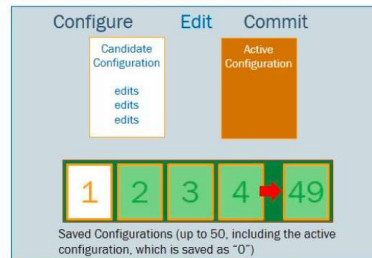 Configure Edit Commit
Candidate
Configuration
edits
edits
edits
Active
Configuration
1 2 3 4 49
Saved Configurations (up to 50, including the active
configuration, which is saved as "0")